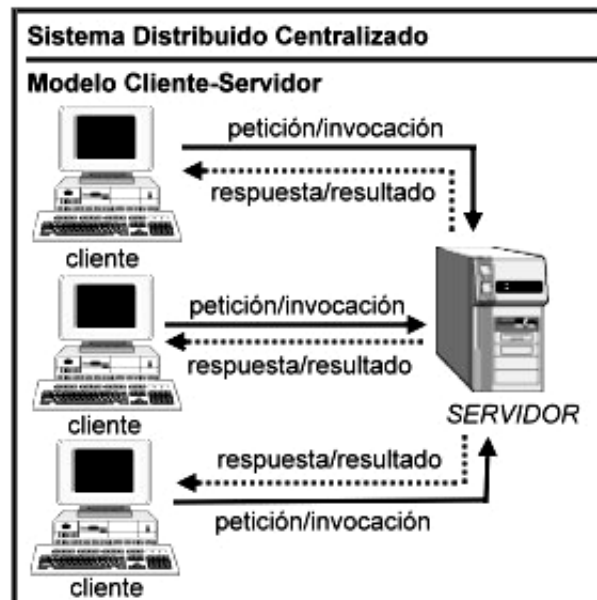 Sistema Distribuido Centralizado
Modelo Cliente-Servidor
petición/invocación
respuesta/resultado
cliente
petición/invocación
respuesta/resultado
SERVIDOR
cliente
respuesta/resultado
petición/invocación
cliente